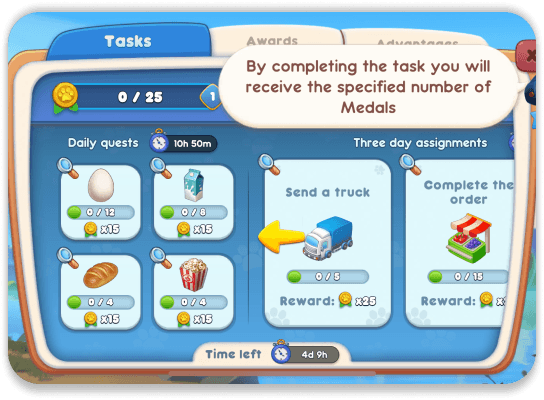 Tasks
Awards
Advantages
By completing the task you will
receive the specified number of
Medals
0 / 25
1
Daily quests
10h 50m
Three day assignments
0 / 12
x15
0 / 8
x15
0 / 4
x15
0 / 4
x15
Send a truck
0 / 5
Reward: x25
Complete the
order
0 / 15
Reward:
Time left
4d 9h